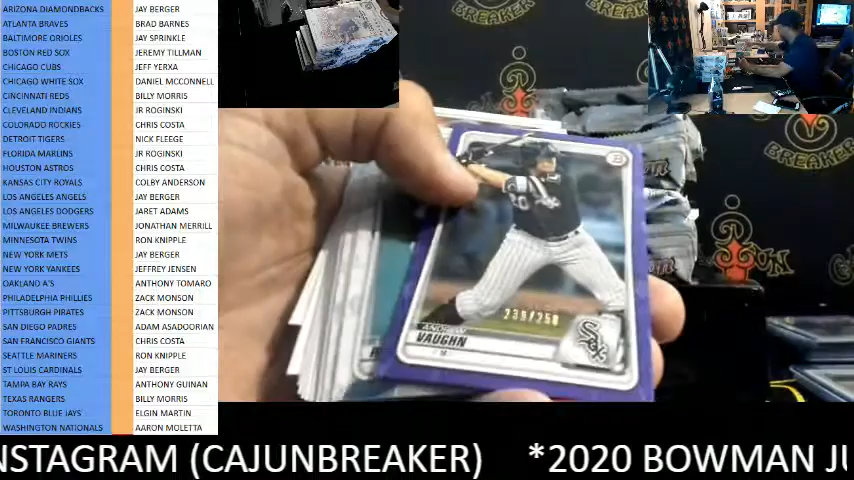 ARIZONA DIAMONDBACKS JAY BERGER
ATLANTA BRAVES BRAD BARNES
BALTIMORE ORIOLES JAY SPRINKLE
BOSTON RED SOX JEREMY TILLMAN
CHICAGO CUBS JEFF YERXA
CHICAGO WHITE SOX DANIEL MCCONNELL
CINCINNATI REDS BILLY MORRIS
CLEVELAND INDIANS JR ROGINSKI
COLORADO ROCKIES CHRIS COSTA
DETROIT TIGERS NICK FLEEGE
FLORIDA MARLINS JR ROGINSKI
HOUSTON ASTROS CHRIS COSTA
KANSAS CITY ROYALS COLBY ANDERSON
LOS ANGELES ANGELS JAY BERGER
LOS ANGELES DODGERS JARET ADAMS
MILWAUKEE BREWERS JONATHAN MERRILL
MINNESOTA TWINS RON KNIPPLE
NEW YORK METS JAY BERGER
NEW YORK YANKEES JEFFREY JENSEN
OAKLAND A'S ANTHONY TOMARO
PHILADELPHIA PHILLIES ZACK MONSON
PITTSBURGH PIRATES ZACK MONSON
SAN DIEGO PADRES ADAM ASADOORIAN
SAN FRANCISCO GIANTS CHRIS COSTA
SEATTLE MARINERS RON KNIPPLE
ST LOUIS CARDINALS JAY BERGER
TAMPA BAY RAYS ANTHONY GUINAN
TEXAS RANGERS BILLY MORRIS
TORONTO BLUE JAYS ELGIN MARTIN
WASHINGTON NATIONALS AARON MOLETTA
BREAKER
BREAKER
B
239/250
ANDREW
VAUGHN
Sox
NSTAGRAM (CAJUNBREAKER) *2020 BOWMAN JU